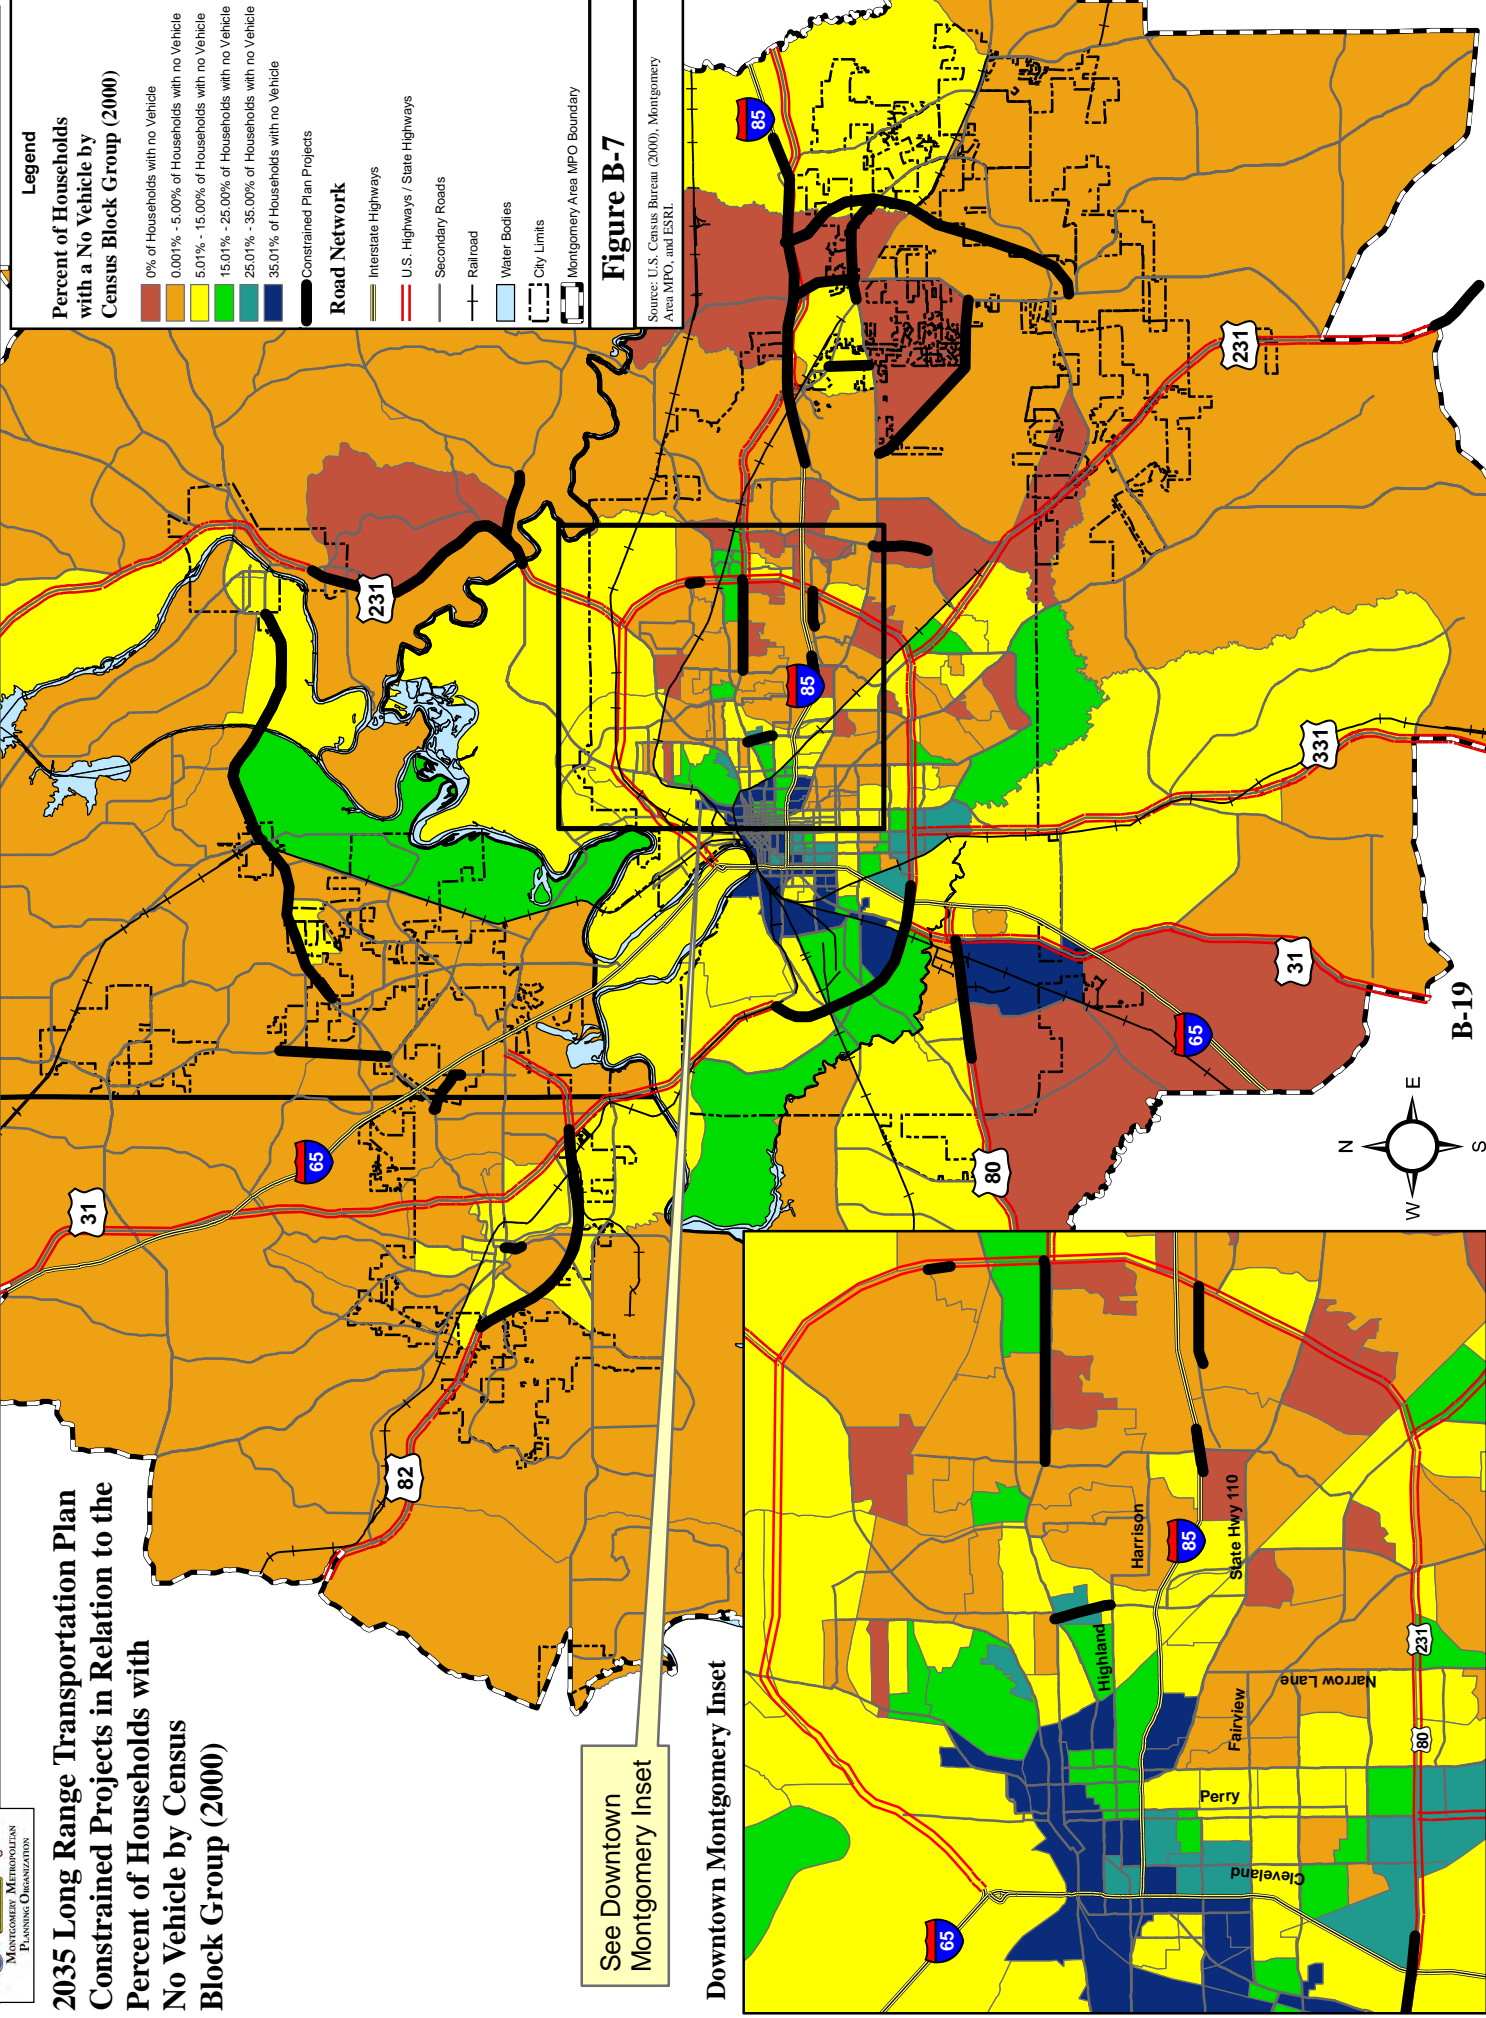 MONTGOMERY METROPOLITAN
PLANNING ORGANIZATION
2035 Long Range Transportation Plan
Constrained Projects in Relation to the
Percent of Households with
No Vehicle by Census
Block Group (2000)
Legend
Percent of Households
with a No Vehicle by
Census Block Group (2000)
0% of Households with no Vehicle
0.001% - 5.00% of Households with no Vehicle
5.01% - 15.00% of Households with no Vehicle
15.01% - 25.00% of Households with no Vehicle
25.01% - 35.00% of Households with no Vehicle
35.01% of Households with no Vehicle
Constrained Plan Projects
Road Network
Interstate Highways
U.S. Highways / State Highways
Secondary Roads
Railroad
Water Bodies
City Limits
Montgomery Area MPO Boundary
Figure B-7
Source: U.S. Census Bureau (2000), Montgomery
Area MPO, and ESRI.
31
65
82
231
85
85
231
331
31
65
80
See Downtown
Montgomery Inset
Downtown Montgomery Inset
65
85
Harrison
Highland
State Hwy 110
Fairview
Narrow Lane
Perry
Cleveland
231
80
N
W
E
S
B-19